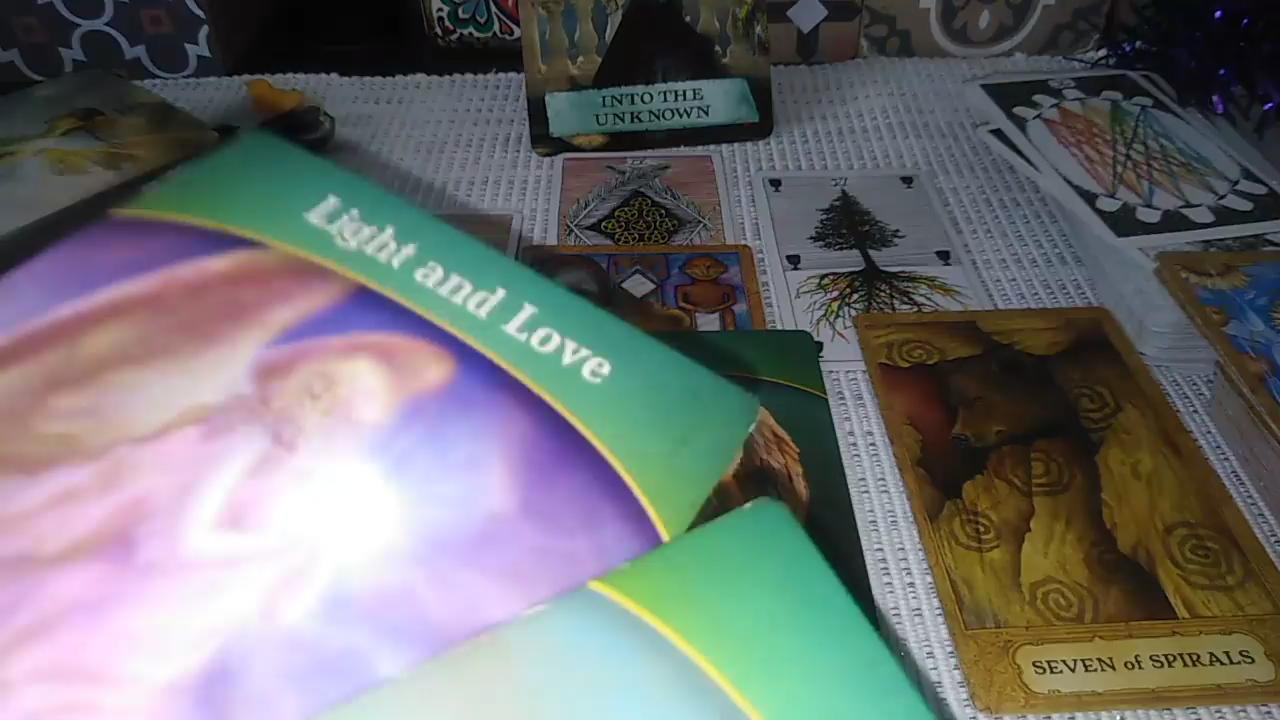 INTO THE
UNKNOWN
Light and Love
SEVEN of SPIRALS